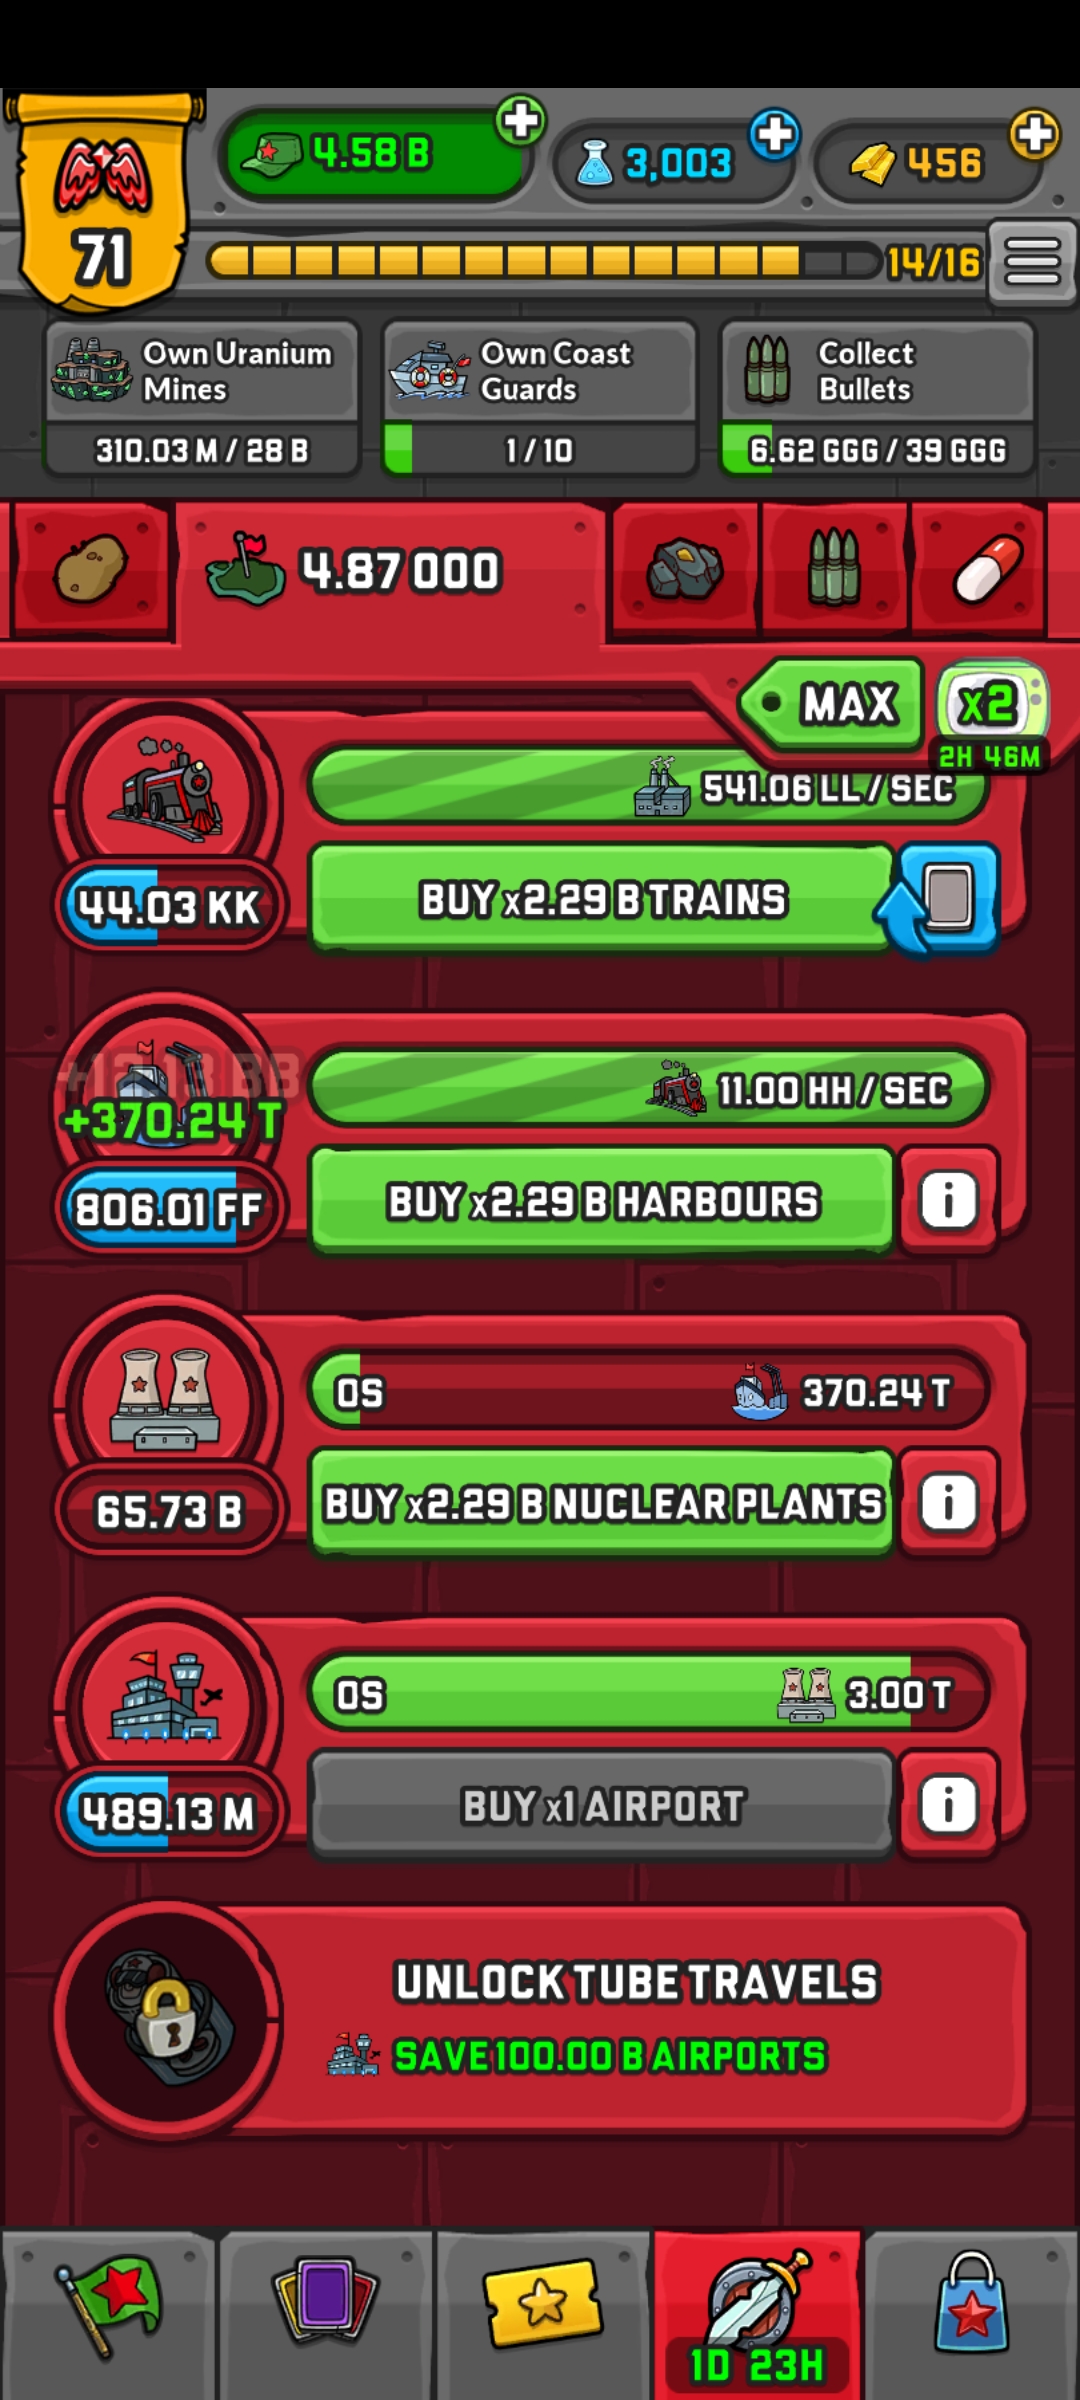 71
4.58 B
3,003
456
14/16
Own Uranium
Mines
310.03 M / 28 B
Own Coast
Guards
1 / 10
Collect
Bullets
6.62 GGG / 39 GGG
4.87 OOO
MAX
x2
2H 46M
541.06 LL / SEC
44.03 KK
BUY x2.29 B TRAINS
+12.13 BB
+370.24 T
11.00 HH / SEC
806.01 FF
BUY x2.29 B HARBOURS
i
0S
370.24 T
65.73 B
BUY x2.29 B NUCLEAR PLANTS
i
0S
3.00 T
489.13 M
BUY x1 AIRPORT
i
UNLOCK TUBE TRAVELS
SAVE 100.00 B AIRPORTS
1D 23H